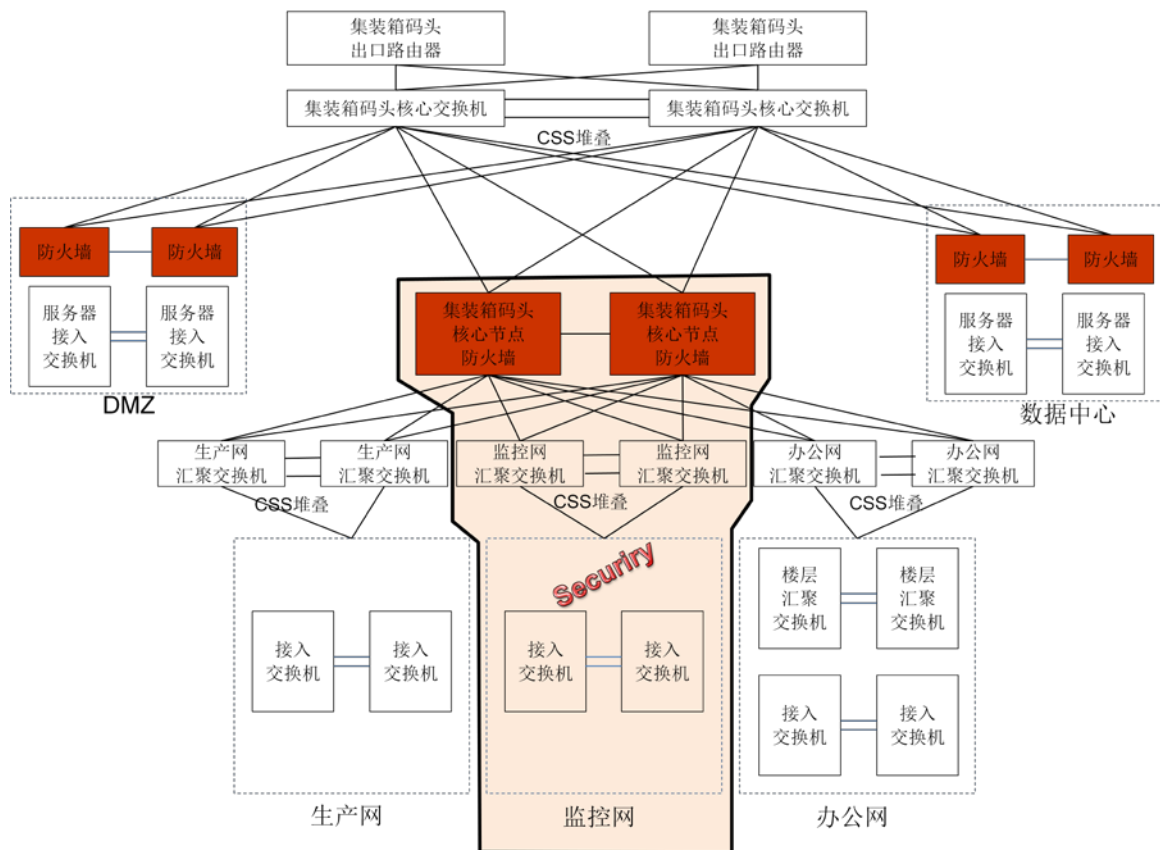 集装箱码头
出口路由器
集装箱码头
出口路由器
集装箱码头核心交换机
集装箱码头核心交换机
CSS堆叠
防火墙
防火墙
服务器
接入
交换机
服务器
接入
交换机
DMZ
集装箱码头
核心节点
防火墙
集装箱码头
核心节点
防火墙
防火墙
防火墙
服务器
接入
交换机
服务器
接入
交换机
数据中心
生产网
汇聚交换机
生产网
汇聚交换机
监控网
汇聚交换机
监控网
汇聚交换机
办公网
汇聚交换机
办公网
汇聚交换机
CSS堆叠
CSS堆叠
CSS堆叠
接入
交换机
接入
交换机
生产网
Securiry
接入
交换机
接入
交换机
监控网
楼层
汇聚
交换机
楼层
汇聚
交换机
接入
交换机
接入
交换机
办公网